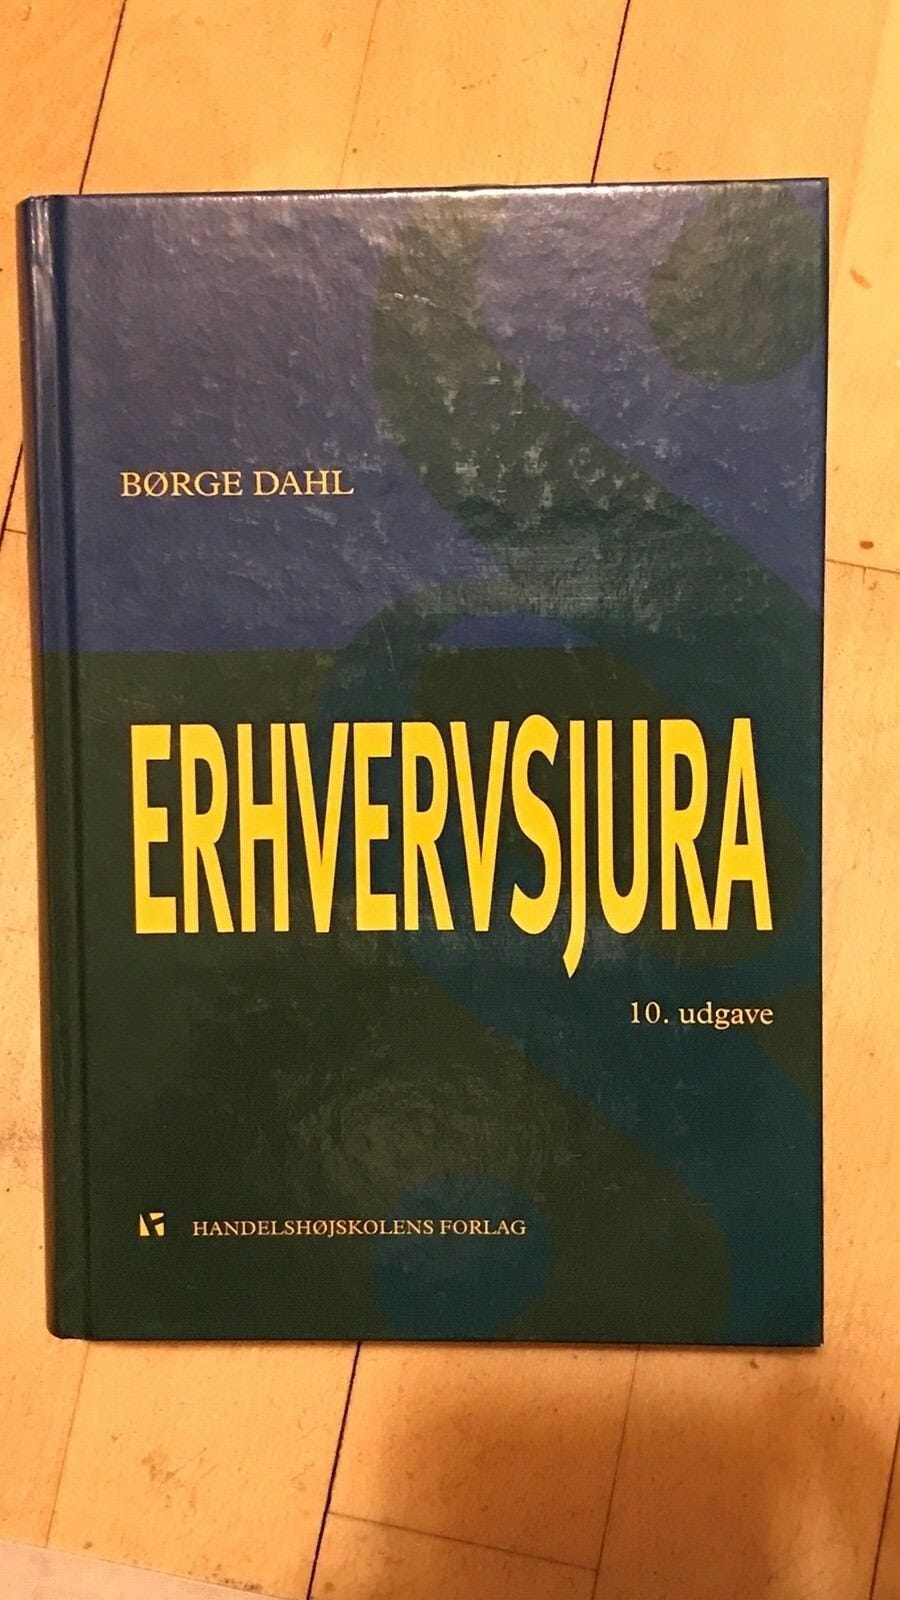 BØRGE DAHL
ERHVERVSJURA
10. udgave
HANDELSHØJSKOLENS FORLAG